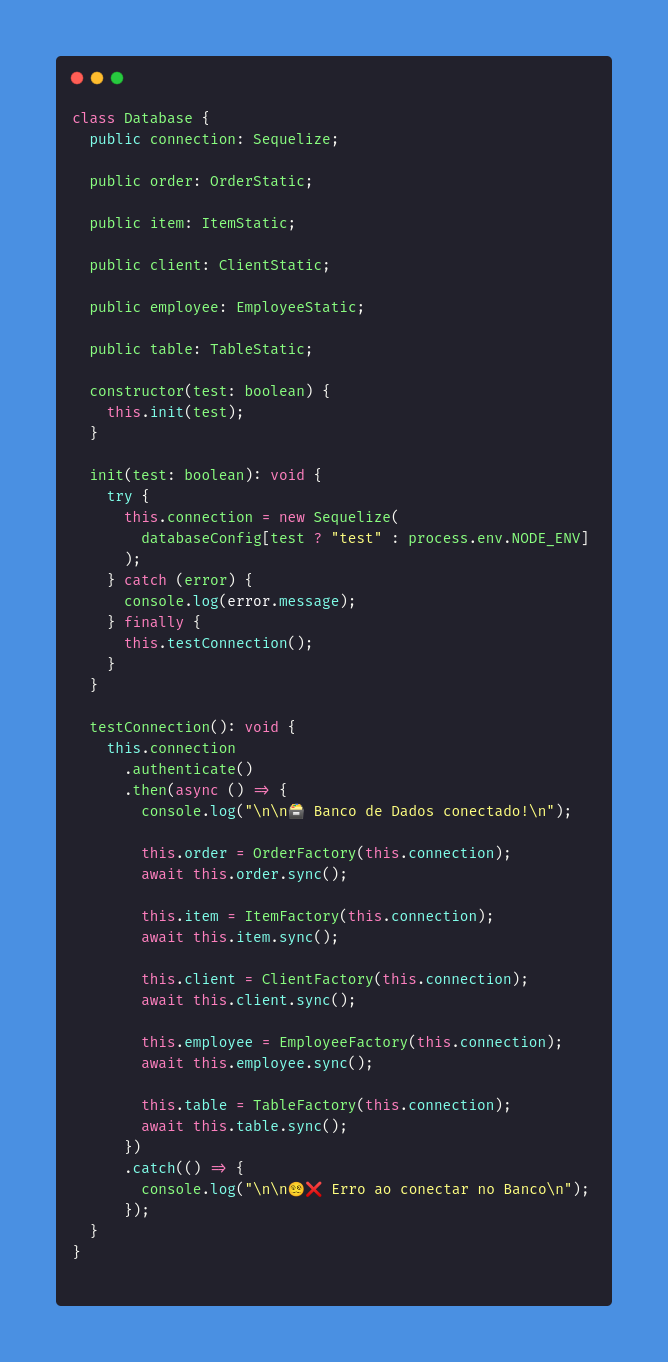 class Database {
  public connection: Sequelize;

  public order: OrderStatic;

  public item: ItemStatic;

  public client: ClientStatic;

  public employee: EmployeeStatic;

  public table: TableStatic;

  constructor(test: boolean) {
    this.init(test);
  }

  init(test: boolean): void {
    try {
      this.connection = new Sequelize(
        databaseConfig[test ? "test" : process.env.NODE_ENV]
      );
    } catch (error) {
      console.log(error.message);
    } finally {
      this.testConnection();
    }
  }

  testConnection(): void {
    this.connection
      .authenticate()
      .then(async () => {
        console.log("\n\n🗃️ Banco de Dados conectado!\n");

        this.order = OrderFactory(this.connection);
        await this.order.sync();

        this.item = ItemFactory(this.connection);
        await this.item.sync();

        this.client = ClientFactory(this.connection);
        await this.client.sync();

        this.employee = EmployeeFactory(this.connection);
        await this.employee.sync();

        this.table = TableFactory(this.connection);
        await this.table.sync();
      })
      .catch(() => {
        console.log("\n\n😵‍💫❌ Erro ao conectar no Banco\n");
      });
  }
}